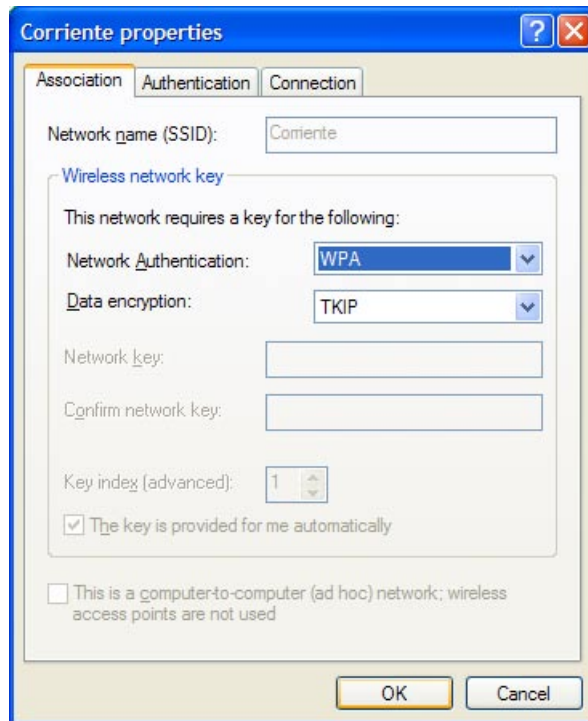 Corriente properties
Association Authentication Connection
Network name (SSID): Corriente
Wireless network key
This network requires a key for the following:
Network Authentication: WPA
Data encryption: TKIP
Network key:
Confirm network key:
Key index (advanced): 1
The key is provided for me automatically
This is a computer-to-computer (ad hoc) network; wireless
access points are not used
OK Cancel